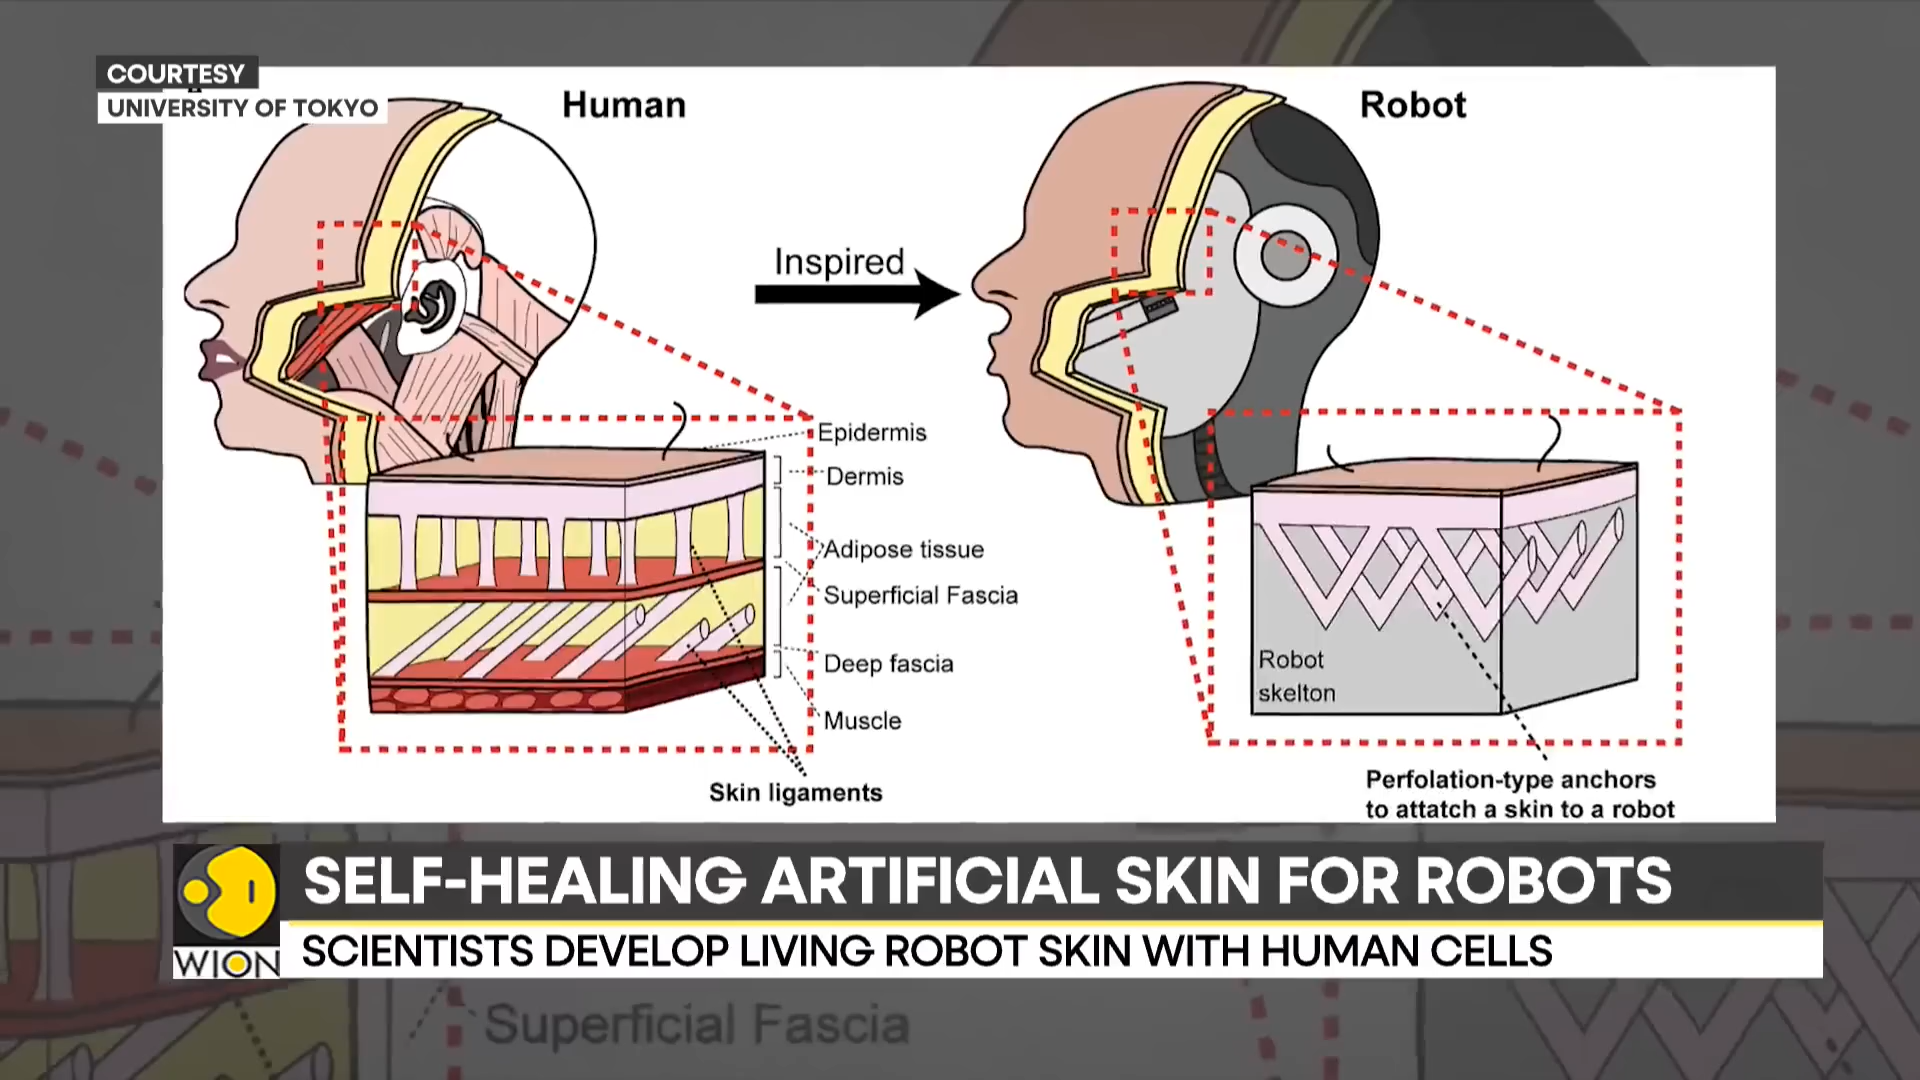 COURTESY
UNIVERSITY OF TOKYO
Human
Robot
Inspired
Epidermis
Dermis
Adipose tissue
Superficial Fascia
Deep fascia
Muscle
Skin ligaments
Robot
skelton
Perfolation-type anchors
to attatch a skin to a robot
SELF-HEALING ARTIFICIAL SKIN FOR ROBOTS
SCIENTISTS DEVELOP LIVING ROBOT SKIN WITH HUMAN CELLS
WION
Superficial Fascia